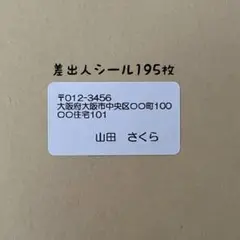 差出人シール195枚
〒012-3456
大阪府大阪市中央区〇〇町100
〇〇住宅101
山田　さくら